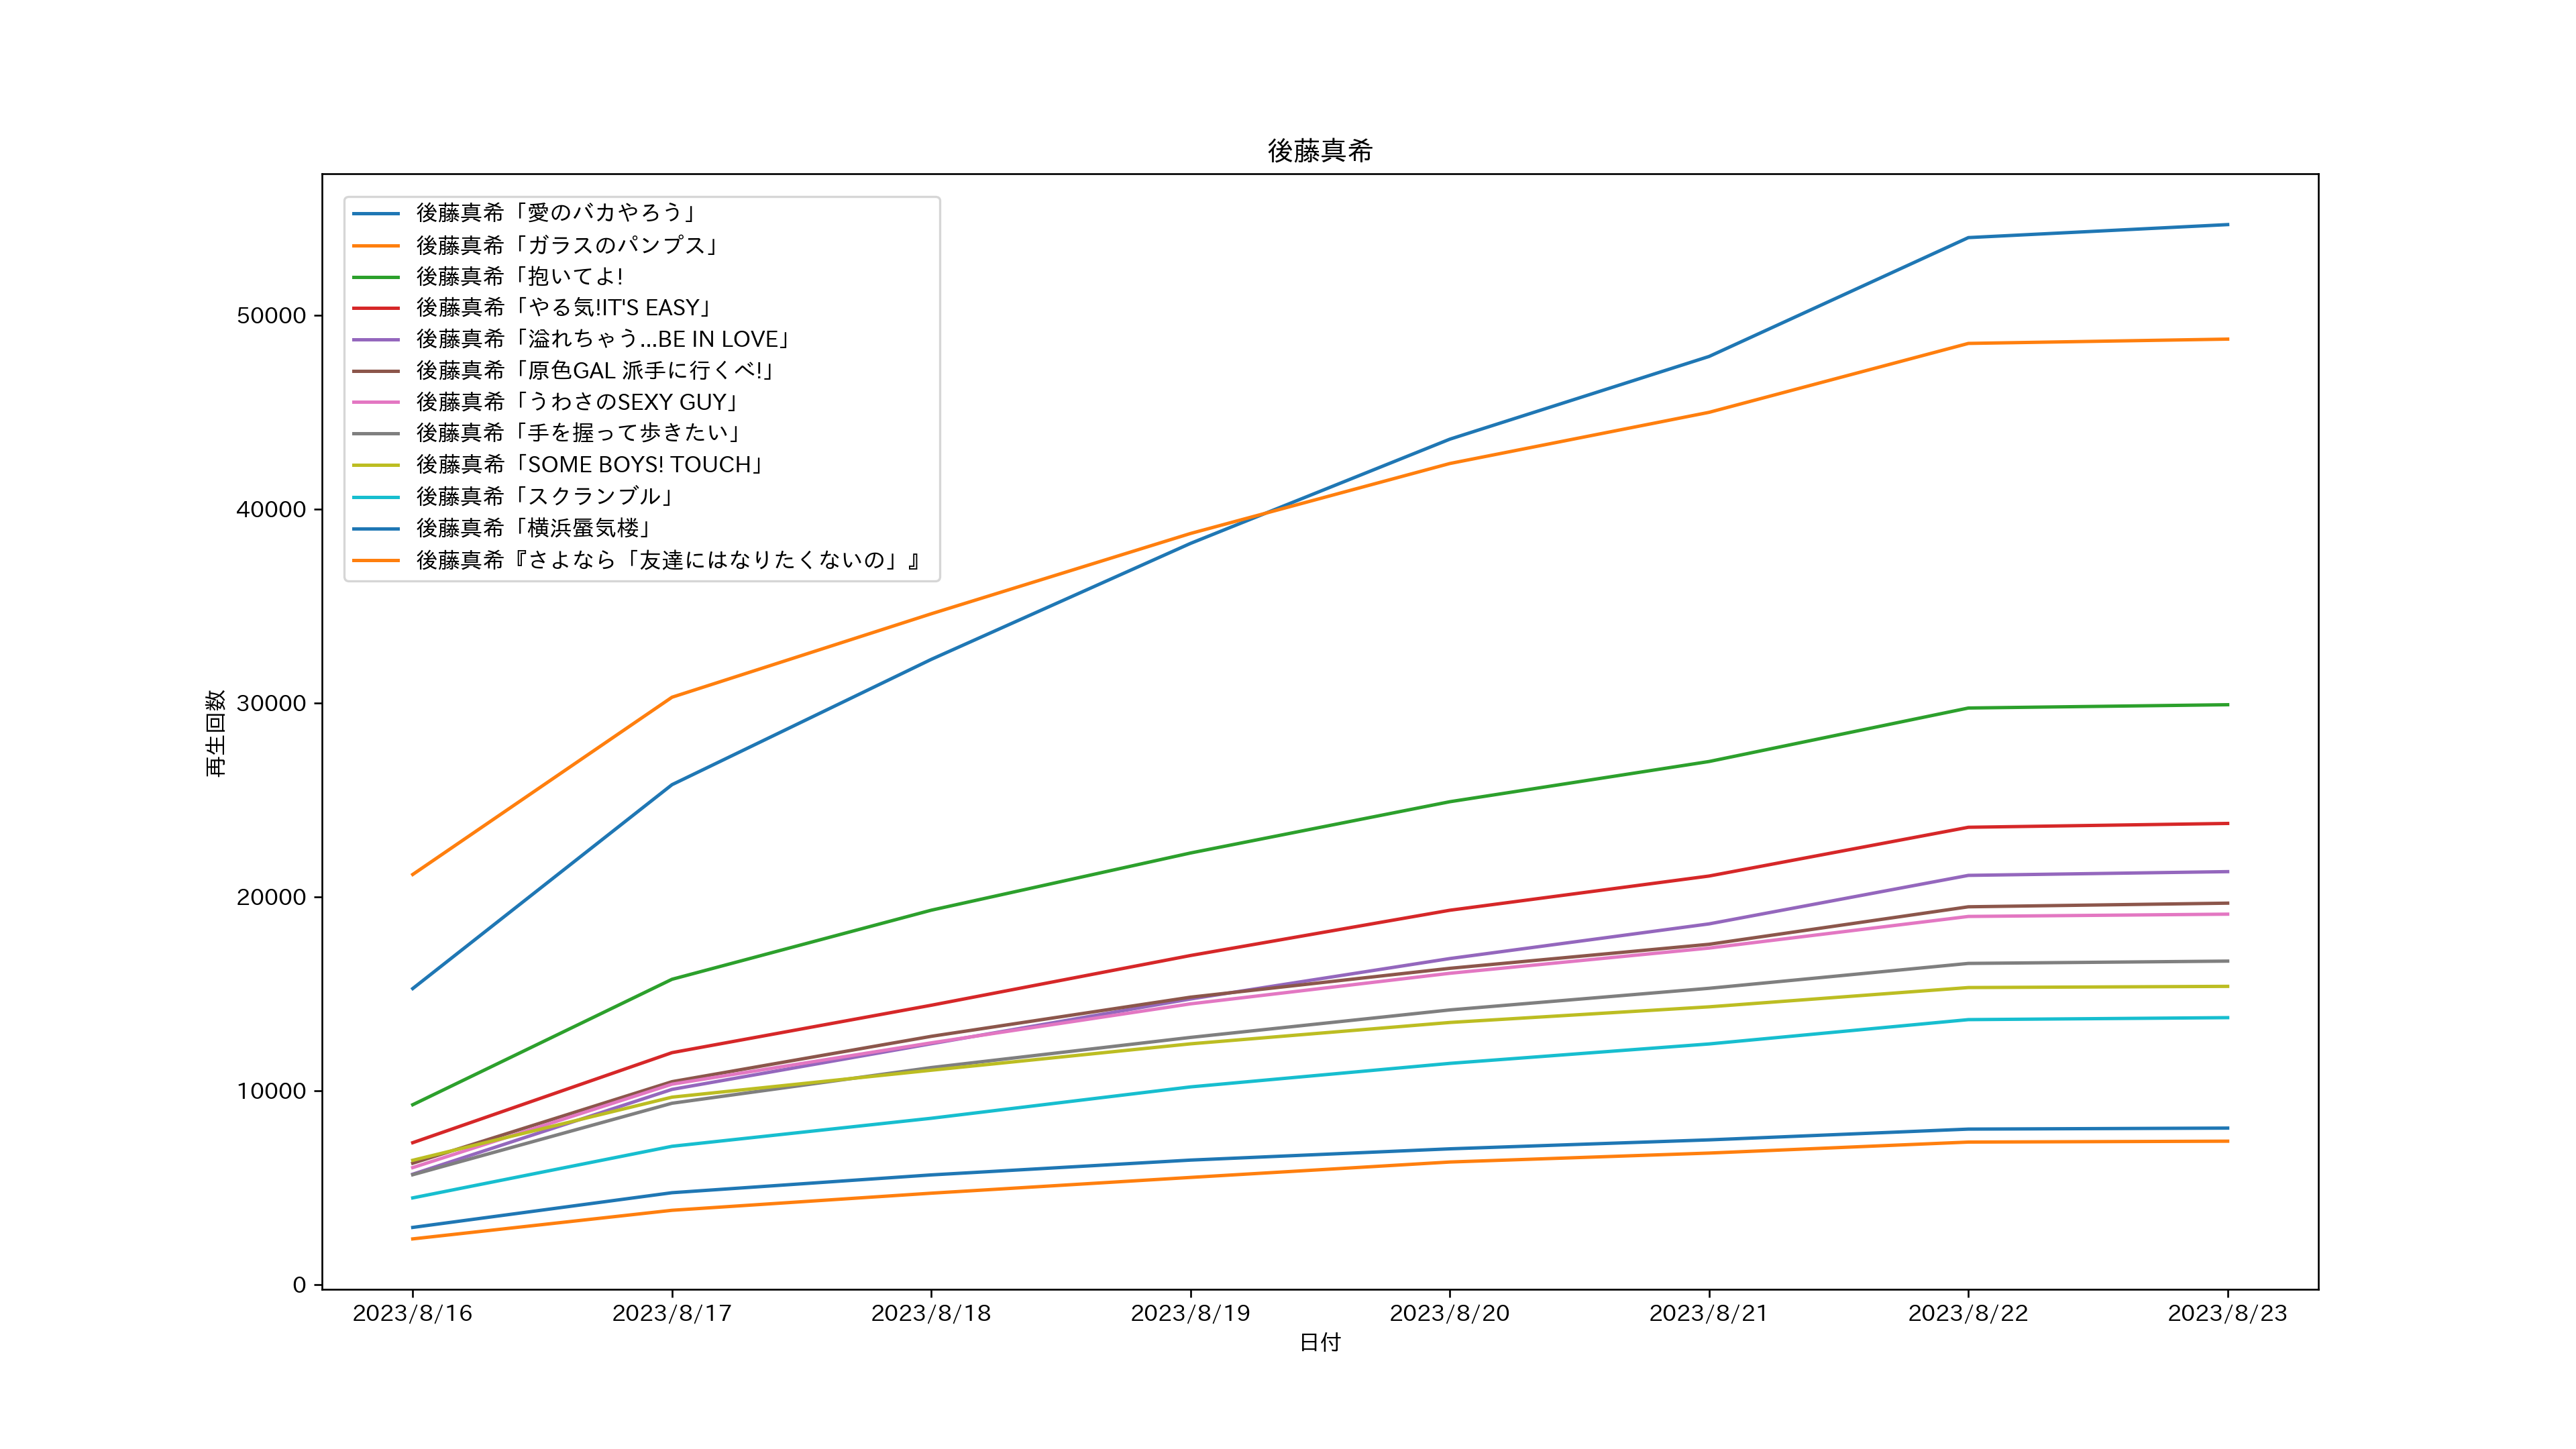 後藤真希
後藤真希「愛のバカやろう」
後藤真希「ガラスのパンプス」
後藤真希「抱いてよ!
後藤真希「やる気!IT'S EASY」
後藤真希「溢れちゃう...BE IN LOVE」
後藤真希「原色GAL 派手に行くべ!」
後藤真希「うわさのSEXY GUY」
後藤真希「手を握って歩きたい」
後藤真希「SOME BOYS! TOUCH」
後藤真希「スクランブル」
後藤真希「横浜蜃気楼」
後藤真希『さよなら「友達にはなりたくないの」』
再生回数
50000
40000
30000
20000
10000
0
2023/8/16 2023/8/17 2023/8/18 2023/8/19 2023/8/20 2023/8/21 2023/8/22 2023/8/23
日付